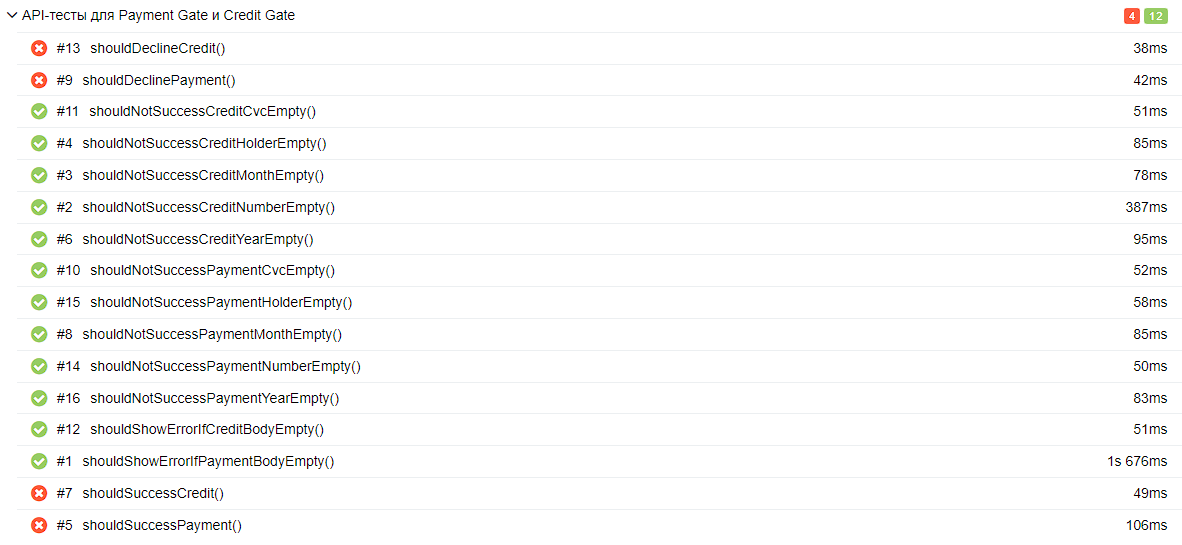 API-тесты для Payment Gate и Credit Gate 4 12
#13 shouldDeclineCredit() 38ms
#9 shouldDeclinePayment() 42ms
#11 shouldNotSuccessCreditCvcEmpty() 51ms
#4 shouldNotSuccessCreditHolderEmpty() 85ms
#3 shouldNotSuccessCreditMonthEmpty() 78ms
#2 shouldNotSuccessCreditNumberEmpty() 387ms
#6 shouldNotSuccessCreditYearEmpty() 95ms
#10 shouldNotSuccessPaymentCvcEmpty() 52ms
#15 shouldNotSuccessPaymentHolderEmpty() 58ms
#8 shouldNotSuccessPaymentMonthEmpty() 85ms
#14 shouldNotSuccessPaymentNumberEmpty() 50ms
#16 shouldNotSuccessPaymentYearEmpty() 83ms
#12 shouldShowErrorIfCreditBodyEmpty() 51ms
#1 shouldShowErrorIfPaymentBodyEmpty() 1s 676ms
#7 shouldSuccessCredit() 49ms
#5 shouldSuccessPayment() 106ms